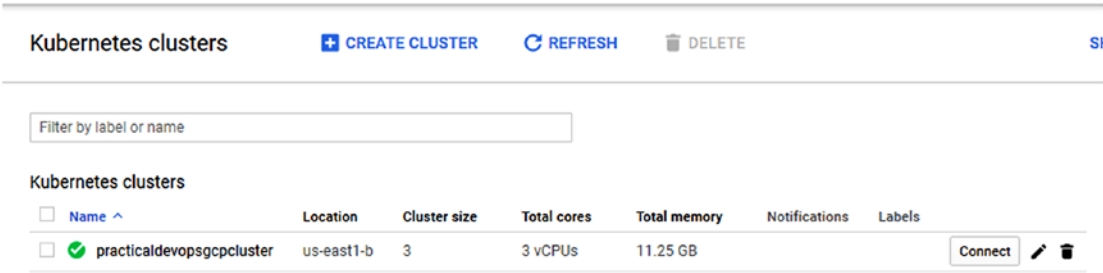 Kubernetes clusters CREATE CLUSTER REFRESH DELETE
Filter by label or name
Kubernetes clusters
Name Location Cluster size Total cores Total memory Notifications Labels
practicaldevopsgcpcluster us-east1-b 3 3 vCPUs 11.25 GB Connect